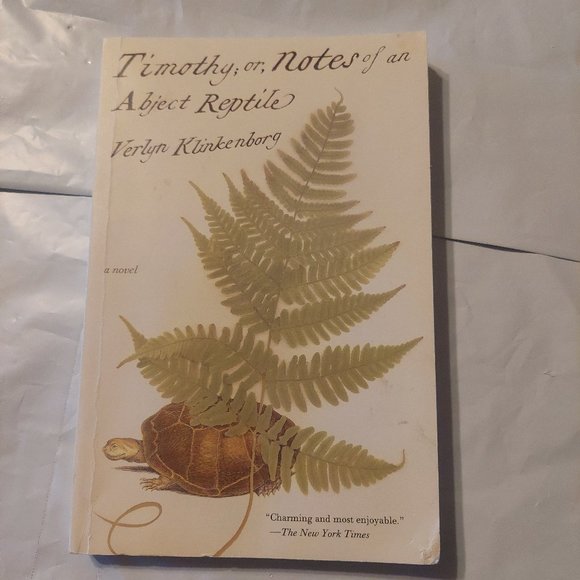 Timothy; or, Notes of an
Abject Reptile
Verlyn Klinkenborg
a novel
“Charming and most enjoyable.”
—The New York Times